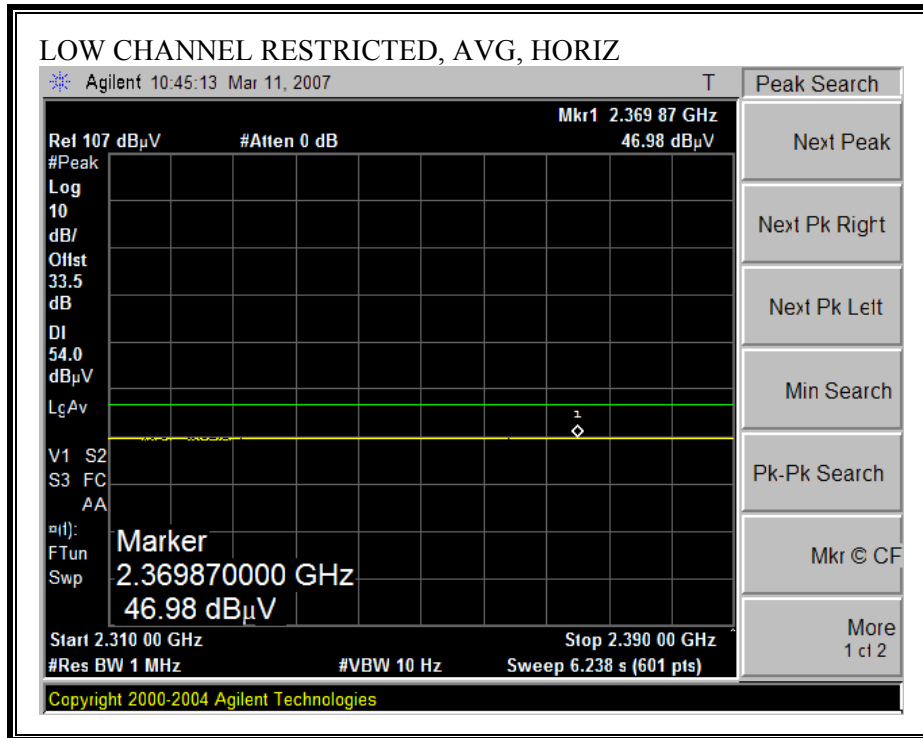 LOW CHANNEL RESTRICTED, AVG, HORIZ
Agilent 10:45:13 Mar 11, 2007 T
Peak Search
Mkr1 2.369 87 GHz
Ref 107 dBµV #Atten 0 dB 46.98 dBµV
#Peak
Log
10
dB/
Offst
33.5
dB
DI
54.0
dBµV
LgAv
1
V1 S2
S3 FC
AA
¤(f):
FTun
Swp
Marker
2.369870000 GHz
46.98 dBµV
Start 2.310 00 GHz Stop 2.390 00 GHz
#Res BW 1 MHz #VBW 10 Hz Sweep 6.238 s (601 pts)
Copyright 2000-2004 Agilent Technologies
Next Peak
Next Pk Right
Next Pk Left
Min Search
Pk-Pk Search
Mkr © CF
More
1 of 2